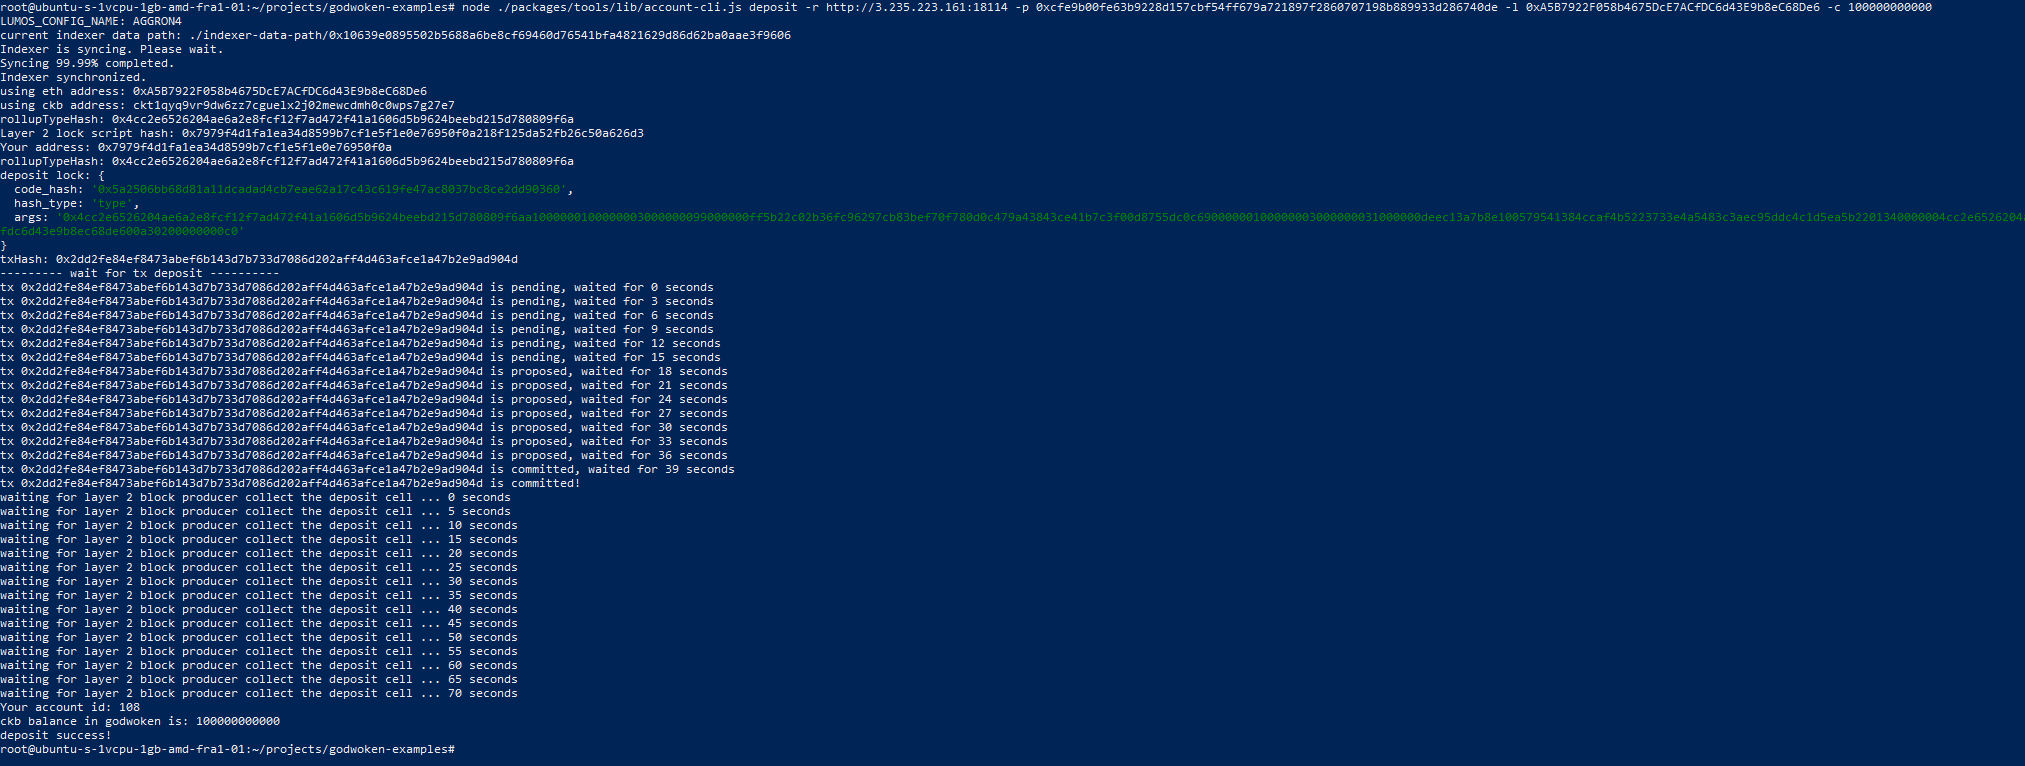 root@ubuntu-s-1vcpu-1gb-amd-fra1-01:~/projects/godwoken-examples# node ./packages/tools/lib/account-cli.js deposit -r http://3.235.223.161:18114 -p 0xcfe9b00fe63b9228d157cbf54ff679a721897f2860707198b889933d286740de -l 0xA5B7922F058b4675DcE7ACfDC6d43E9b8eC68De6 -c 100000000000
LUMOS_CONFIG_NAME: AGGRON4
current indexer data path: ./indexer-data-path/0x10639e0895502b5688a6be8cf69460d76541bfa4821629d86d62ba0aae3f9606
Indexer is syncing. Please wait.
Syncing 99.99% completed.
Indexer synchronized.
using eth address: 0xA5B7922F058b4675DcE7ACfDC6d43E9b8eC68De6
using ckb address: ckt1qyq9vr9dw6zz7cguelx2j02mewcdmh0c0wps7g27e7
rollupTypeHash: 0x4cc2e6526204ae6a2e8fcf12f7ad472f41a1606d5b9624beebd215d780809f6a
Layer 2 lock script hash: 0x7979f4d1fa1ea34d8599b7cf1e5f1e0e76950f0a218f125da52fb26c50a626d3
Your address: 0x7979f4d1fa1ea34d8599b7cf1e5f1e0e76950f0a
rollupTypeHash: 0x4cc2e6526204ae6a2e8fcf12f7ad472f41a1606d5b9624beebd215d780809f6a
deposit lock: {
code_hash: '0x5a2506bb68d81a11dcadad4cb7eae62a17c43c619fe47ac8037bc8ce2dd90360',
hash_type: 'type',
args: '0x4cc2e6526204ae6a2e8fcf12f7ad472f41a1606d5b9624beebd215d780809f6aa10000001000000030000000099000000ff5b22c02b36fc96297cb83bef70f780d0c479a43843ce41b7c3f00d8755dc0c6900000001000000030000000031000000deec13a7b8e100579541384ccaf4b5223733e4a5483c3aec95ddc4c1d5ea5b2201340000004cc2e6526204a
fdc6d43e9b8ec68de600a30200000000c0'
}
txHash: 0x2dd2fe84ef8473abef6b143d7b733d7086d202aff4d463afce1a47b2e9ad904d
--------- wait for tx deposit ----------
tx 0x2dd2fe84ef8473abef6b143d7b733d7086d202aff4d463afce1a47b2e9ad904d is pending, waited for 0 seconds
tx 0x2dd2fe84ef8473abef6b143d7b733d7086d202aff4d463afce1a47b2e9ad904d is pending, waited for 3 seconds
tx 0x2dd2fe84ef8473abef6b143d7b733d7086d202aff4d463afce1a47b2e9ad904d is pending, waited for 6 seconds
tx 0x2dd2fe84ef8473abef6b143d7b733d7086d202aff4d463afce1a47b2e9ad904d is pending, waited for 9 seconds
tx 0x2dd2fe84ef8473abef6b143d7b733d7086d202aff4d463afce1a47b2e9ad904d is pending, waited for 12 seconds
tx 0x2dd2fe84ef8473abef6b143d7b733d7086d202aff4d463afce1a47b2e9ad904d is pending, waited for 15 seconds
tx 0x2dd2fe84ef8473abef6b143d7b733d7086d202aff4d463afce1a47b2e9ad904d is proposed, waited for 18 seconds
tx 0x2dd2fe84ef8473abef6b143d7b733d7086d202aff4d463afce1a47b2e9ad904d is proposed, waited for 21 seconds
tx 0x2dd2fe84ef8473abef6b143d7b733d7086d202aff4d463afce1a47b2e9ad904d is proposed, waited for 24 seconds
tx 0x2dd2fe84ef8473abef6b143d7b733d7086d202aff4d463afce1a47b2e9ad904d is proposed, waited for 27 seconds
tx 0x2dd2fe84ef8473abef6b143d7b733d7086d202aff4d463afce1a47b2e9ad904d is proposed, waited for 30 seconds
tx 0x2dd2fe84ef8473abef6b143d7b733d7086d202aff4d463afce1a47b2e9ad904d is proposed, waited for 33 seconds
tx 0x2dd2fe84ef8473abef6b143d7b733d7086d202aff4d463afce1a47b2e9ad904d is proposed, waited for 36 seconds
tx 0x2dd2fe84ef8473abef6b143d7b733d7086d202aff4d463afce1a47b2e9ad904d is committed, waited for 39 seconds
tx 0x2dd2fe84ef8473abef6b143d7b733d7086d202aff4d463afce1a47b2e9ad904d is committed!
waiting for layer 2 block producer collect the deposit cell ... 0 seconds
waiting for layer 2 block producer collect the deposit cell ... 5 seconds
waiting for layer 2 block producer collect the deposit cell ... 10 seconds
waiting for layer 2 block producer collect the deposit cell ... 15 seconds
waiting for layer 2 block producer collect the deposit cell ... 20 seconds
waiting for layer 2 block producer collect the deposit cell ... 25 seconds
waiting for layer 2 block producer collect the deposit cell ... 30 seconds
waiting for layer 2 block producer collect the deposit cell ... 35 seconds
waiting for layer 2 block producer collect the deposit cell ... 40 seconds
waiting for layer 2 block producer collect the deposit cell ... 45 seconds
waiting for layer 2 block producer collect the deposit cell ... 50 seconds
waiting for layer 2 block producer collect the deposit cell ... 55 seconds
waiting for layer 2 block producer collect the deposit cell ... 60 seconds
waiting for layer 2 block producer collect the deposit cell ... 65 seconds
waiting for layer 2 block producer collect the deposit cell ... 70 seconds
Your account id: 108
ckb balance in godwoken is: 100000000000
deposit success!
root@ubuntu-s-1vcpu-1gb-amd-fra1-01:~/projects/godwoken-examples#